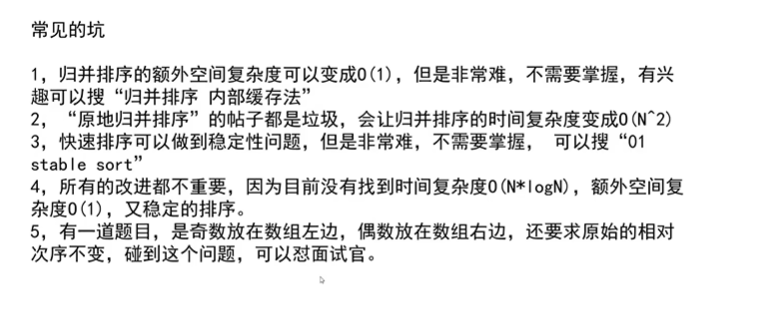 常见的坑
1，归并排序的额外空间复杂度可以变成O(1)，但是非常难，不需要掌握，有兴
趣可以搜“归并排序 内部缓存法”
2，“原地归并排序”的帖子都是垃圾，会让归并排序的时间复杂度变成O(N^2)
3，快速排序可以做到稳定性问题，但是非常难，不需要掌握， 可以搜“01
stable sort”
4，所有的改进都不重要，因为目前没有找到时间复杂度O(N*logN)，额外空间复
杂度O(1)，又稳定的排序。
5，有一道题目，是奇数放在数组左边，偶数放在数组右边，还要求原始的相对
次序不变，碰到这个问题，可以怼面试官。